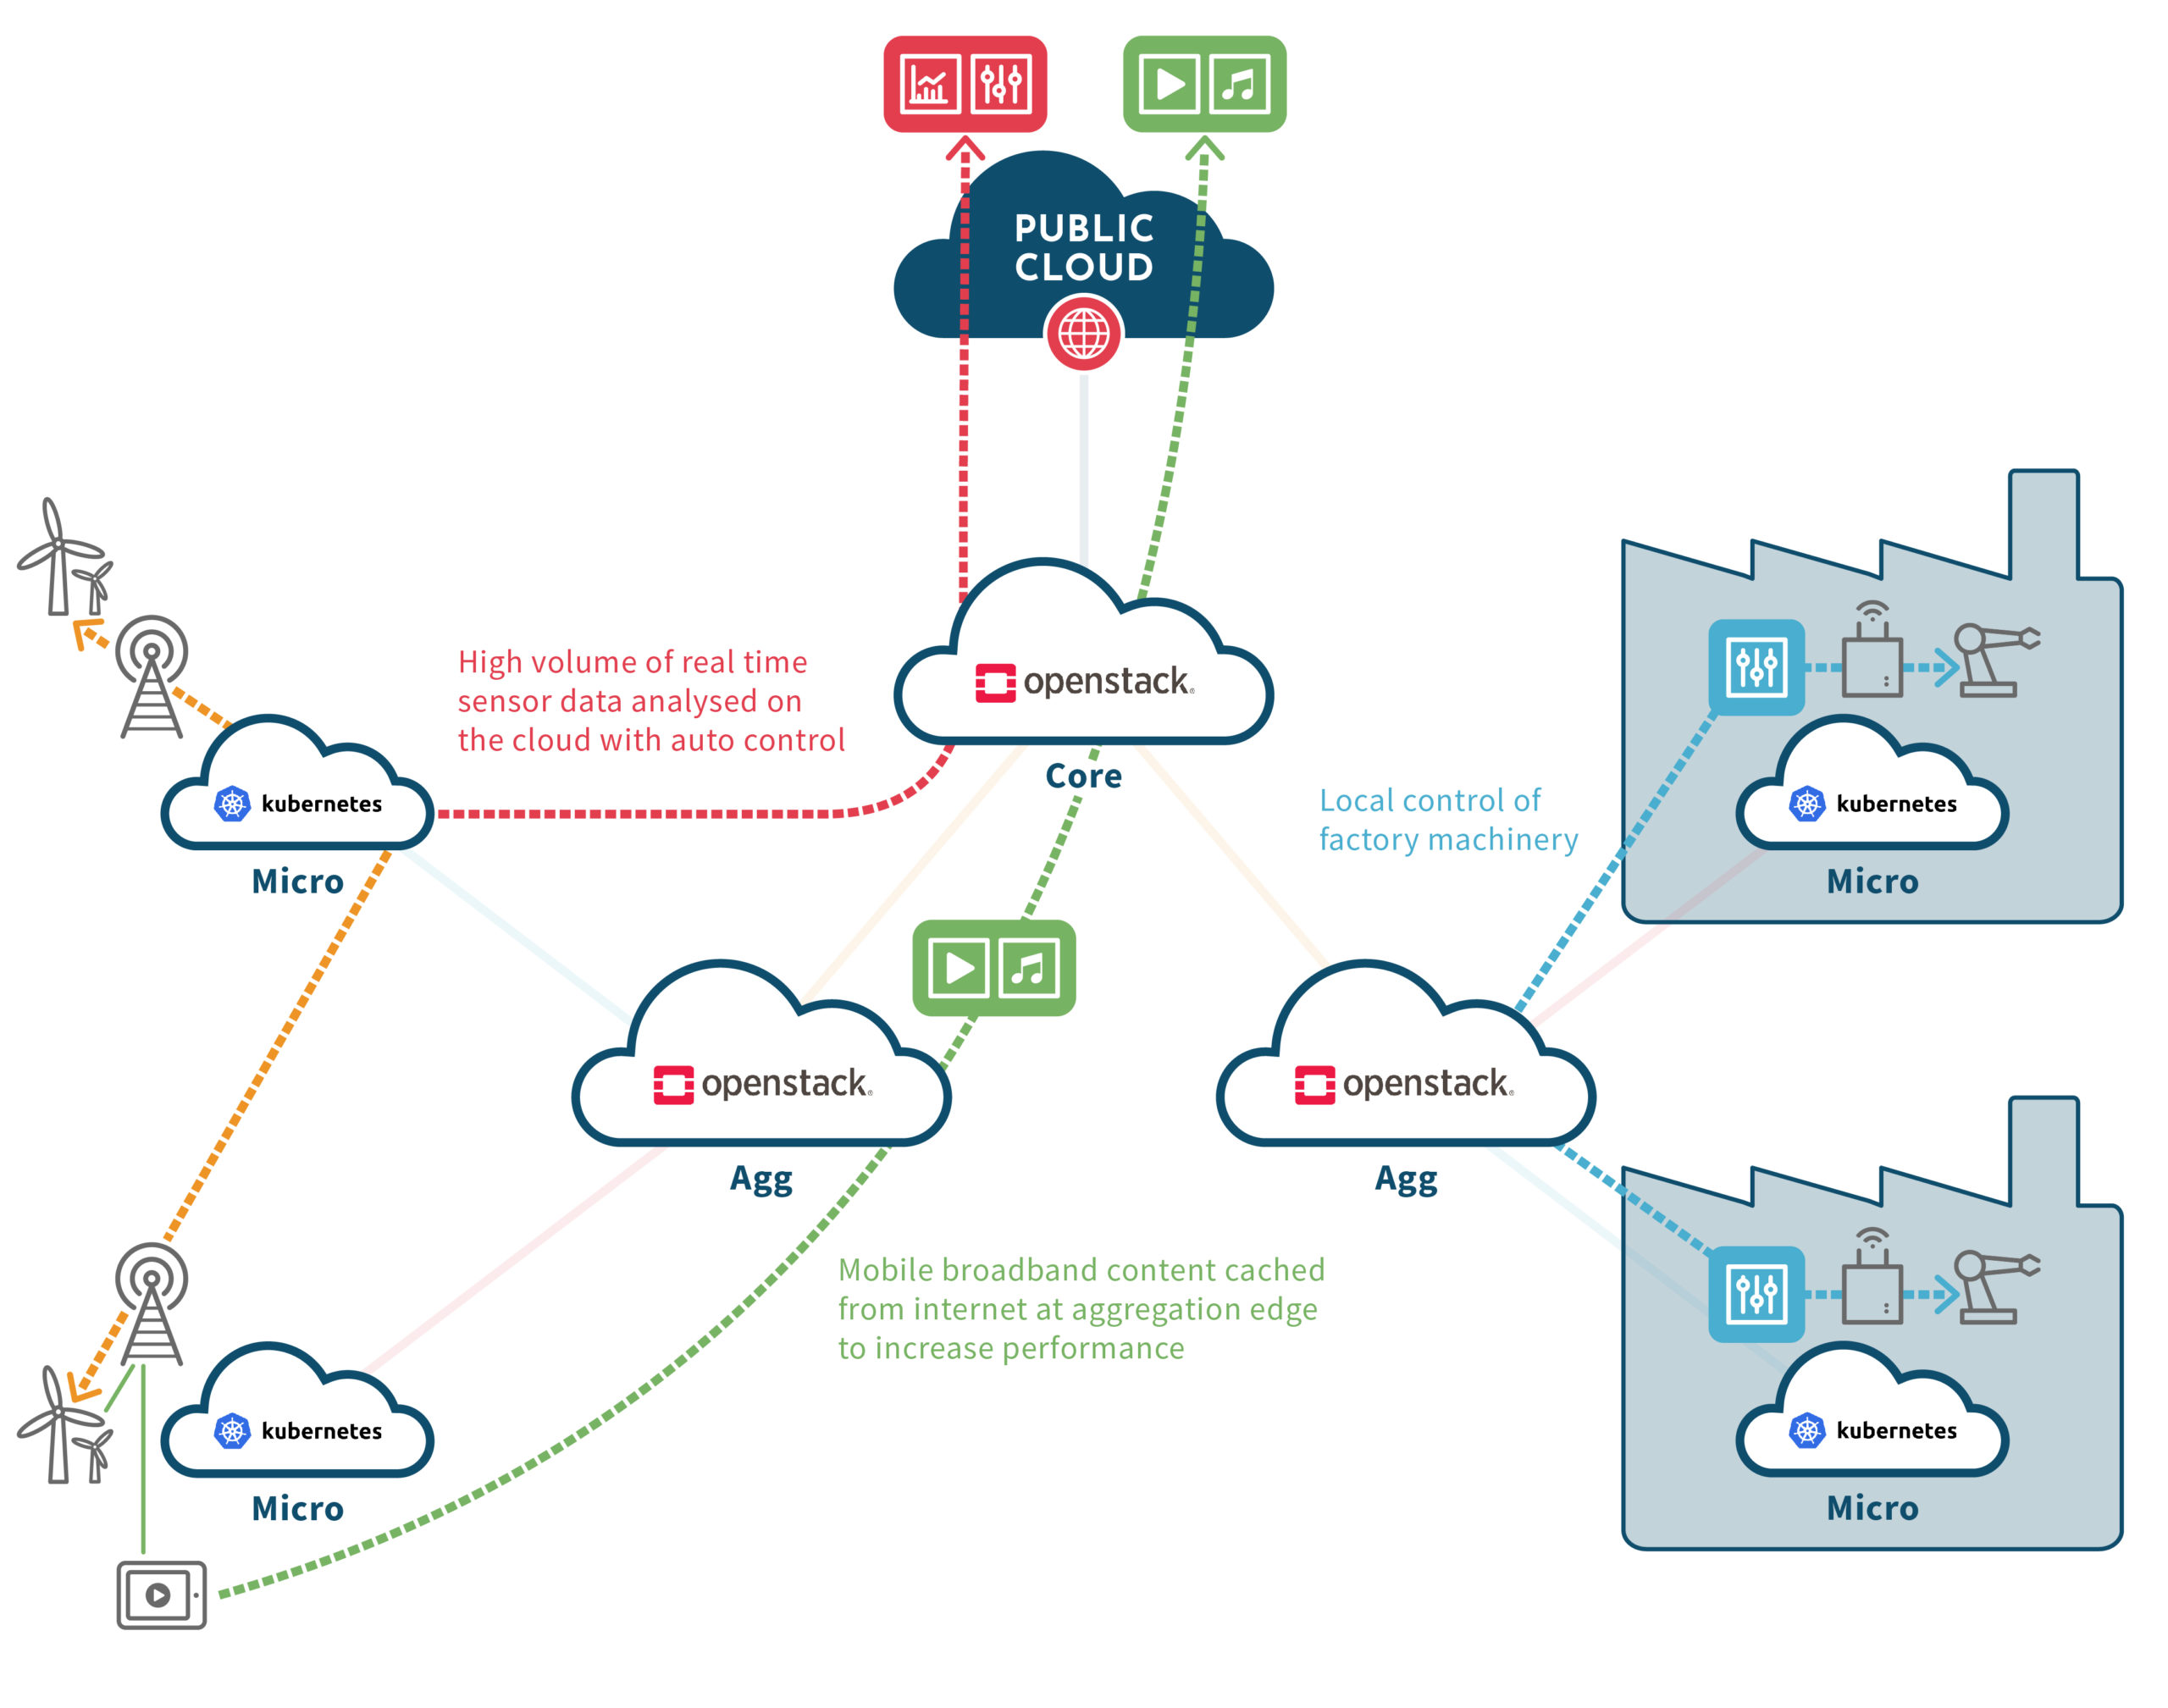 PUBLIC
CLOUD
High volume of real time
sensor data analysed on
the cloud with auto control
openstack®
Core
kubernetes
Micro
Local control of
factory machinery
kubernetes
Micro
openstack®
Agg
openstack®
Agg
Mobile broadband content cached
from internet at aggregation edge
to increase performance
kubernetes
Micro
kubernetes
Micro